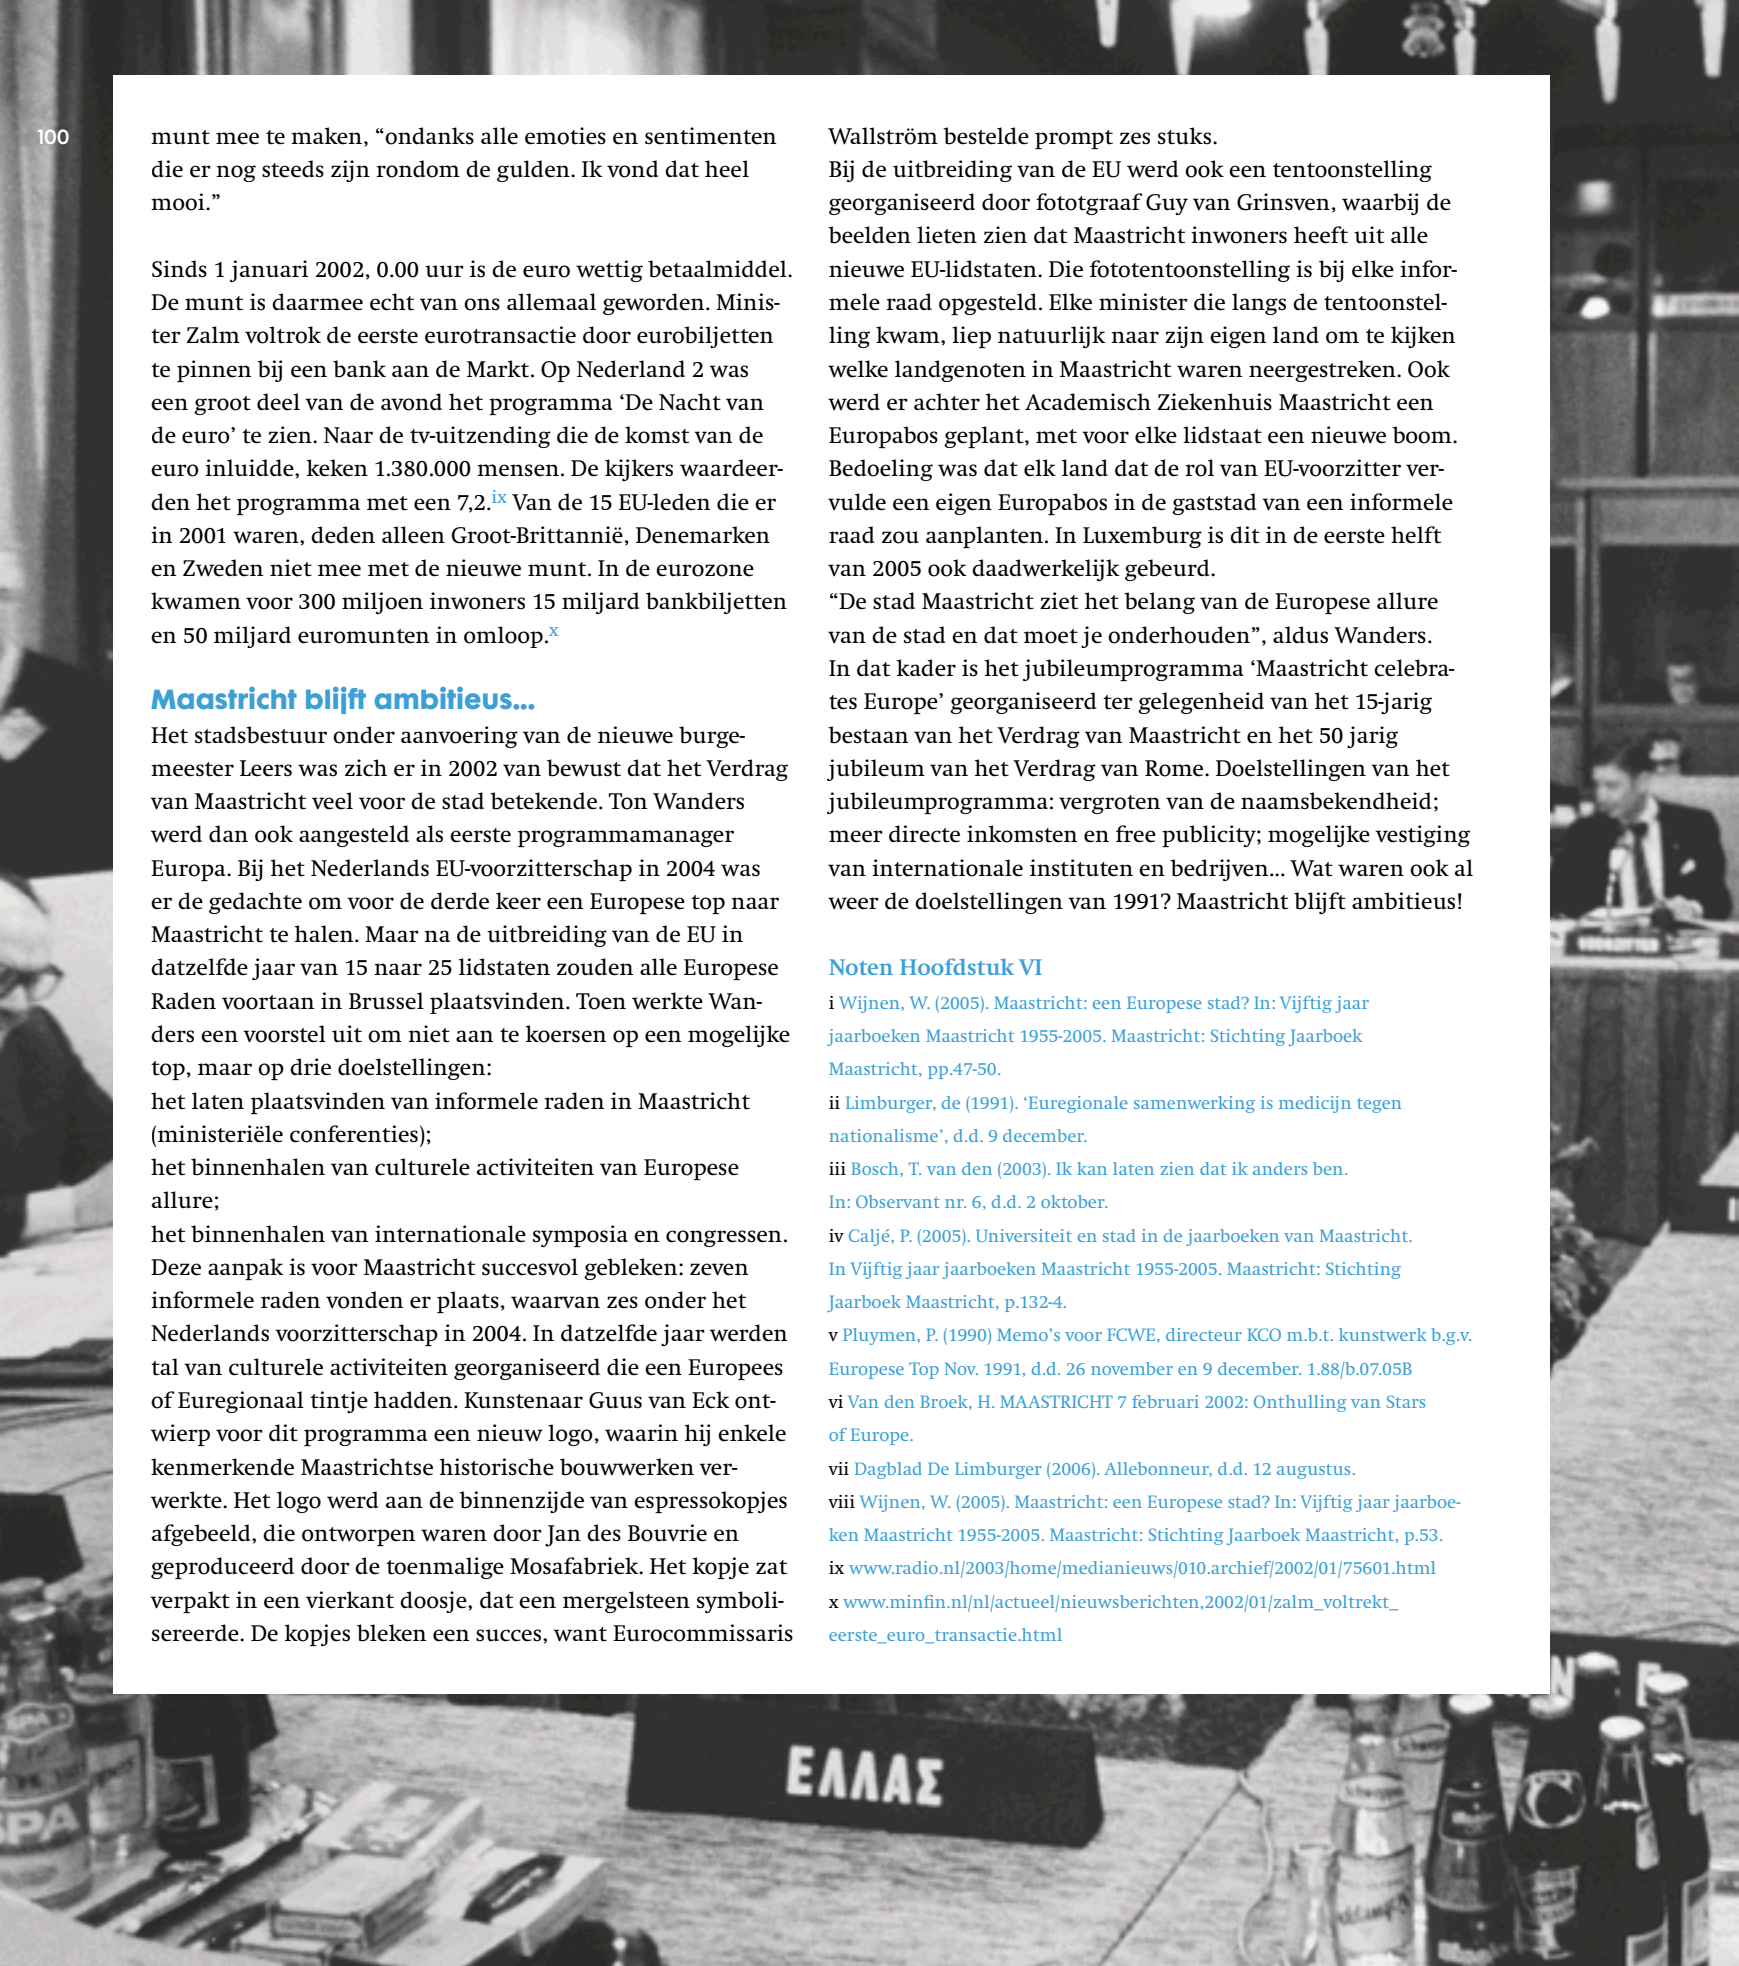 100
munt mee te maken, “ondanks alle emoties en sentimenten
die er nog steeds zijn rondom de gulden. Ik vond dat heel
mooi.”
Sinds 1 januari 2002, 0.00 uur is de euro wettig betaalmiddel.
De munt is daarmee echt van ons allemaal geworden. Minis-
ter Zalm voltrok de eerste eurotransactie door eurobiljetten
te pinnen bij een bank aan de Markt. Op Nederland 2 was
een groot deel van de avond het programma ‘De Nacht van
de euro’ te zien. Naar de tv-uitzending die de komst van de
euro inluidde, keken 1.380.000 mensen. De kijkers waardeer-
den het programma met een 7,2.ix Van de 15 EU-leden die er
in 2001 waren, deden alleen Groot-Brittannië, Denemarken
en Zweden niet mee met de nieuwe munt. In de eurozone
kwamen voor 300 miljoen inwoners 15 miljard bankbiljetten
en 50 miljard euromunten in omloop.x
Maastricht blijft ambitieus...
Het stadsbestuur onder aanvoering van de nieuwe burge-
meester Leers was zich er in 2002 van bewust dat het Verdrag
van Maastricht veel voor de stad betekende. Ton Wanders
werd dan ook aangesteld als eerste programmamanager
Europa. Bij het Nederlands EU-voorzitterschap in 2004 was
er de gedachte om voor de derde keer een Europese top naar
Maastricht te halen. Maar na de uitbreiding van de EU in
datzelfde jaar van 15 naar 25 lidstaten zouden alle Europese
Raden voortaan in Brussel plaatsvinden. Toen werkte Wan-
ders een voorstel uit om niet aan te koersen op een mogelijke
top, maar op drie doelstellingen:
het laten plaatsvinden van informele raden in Maastricht
(ministeriële conferenties);
het binnenhalen van culturele activiteiten van Europese
allure;
het binnenhalen van internationale symposia en congressen.
Deze aanpak is voor Maastricht succesvol gebleken: zeven
informele raden vonden er plaats, waarvan zes onder het
Nederlands voorzitterschap in 2004. In datzelfde jaar werden
tal van culturele activiteiten georganiseerd die een Europees
of Euregionaal tintje hadden. Kunstenaar Guus van Eck ont-
wierp voor dit programma een nieuw logo, waarin hij enkele
kenmerkende Maastrichtse historische bouwwerken ver-
werkte. Het logo werd aan de binnenzijde van espressokopjes
afgebeeld, die ontworpen waren door Jan des Bouvrie en
geproduceerd door de toenmalige Mosafabriek. Het kopje zat
verpakt in een vierkant doosje, dat een mergelsteen symboli-
sereerde. De kopjes bleken een succes, want Eurocommissaris
Wallström bestelde prompt zes stuks.
Bij de uitbreiding van de EU werd ook een tentoonstelling
georganiseerd door fototgraaf Guy van Grinsven, waarbij de
beelden lieten zien dat Maastricht inwoners heeft uit alle
nieuwe EU-lidstaten. Die fototentoonstelling is bij elke infor-
mele raad opgesteld. Elke minister die langs de tentoonstel-
ling kwam, liep natuurlijk naar zijn eigen land om te kijken
welke landgenoten in Maastricht waren neergestreken. Ook
werd er achter het Academisch Ziekenhuis Maastricht een
Europabos geplant, met voor elke lidstaat een nieuwe boom.
Bedoeling was dat elk land dat de rol van EU-voorzitter ver-
vulde een eigen Europabos in de gaststad van een informele
raad zou aanplanten. In Luxemburg is dit in de eerste helft
van 2005 ook daadwerkelijk gebeurd.
“De stad Maastricht ziet het belang van de Europese allure
van de stad en dat moet je onderhouden”, aldus Wanders.
In dat kader is het jubileumprogramma ‘Maastricht celebra-
tes Europe’ georganiseerd ter gelegenheid van het 15-jarig
bestaan van het Verdrag van Maastricht en het 50 jarig
jubileum van het Verdrag van Rome. Doelstellingen van het
jubileumprogramma: vergroten van de naamsbekendheid;
meer directe inkomsten en free publicity; mogelijke vestiging
van internationale instituten en bedrijven... Wat waren ook al
weer de doelstellingen van 1991? Maastricht blijft ambitieus!
Noten Hoofdstuk VI
i Wijnen, W. (2005). Maastricht: een Europese stad? In: Vijftig jaar
jaarboeken Maastricht 1955-2005. Maastricht: Stichting Jaarboek
Maastricht, pp.47-50.
ii Limburger, de (1991). ‘Euregionale samenwerking is medicijn tegen
nationalisme’, d.d. 9 december.
iii Bosch, T. van den (2003). Ik kan laten zien dat ik anders ben.
In: Observant nr. 6, d.d. 2 oktober.
iv Caljé, P. (2005). Universiteit en stad in de jaarboeken van Maastricht.
In Vijftig jaar jaarboeken Maastricht 1955-2005. Maastricht: Stichting
Jaarboek Maastricht, p.132-4.
v Pluymen, P. (1990) Memo’s voor FCWE, directeur KCO m.b.t. kunstwerk b.g.v.
Europese Top Nov. 1991, d.d. 26 november en 9 december. 1.88/b.07.05B
vi Van den Broek, H. MAASTRICHT 7 februari 2002: Onthulling van Stars
of Europe.
vii Dagblad De Limburger (2006). Allebonneur, d.d. 12 augustus.
viii Wijnen, W. (2005). Maastricht: een Europese stad? In: Vijftig jaar jaarboe-
ken Maastricht 1955-2005. Maastricht: Stichting Jaarboek Maastricht, p.53.
ix www.radio.nl/2003/home/medianieuws/010.archief/2002/01/75601.html
x www.minfin.nl/nl/actueel/nieuwsberichten,2002/01/zalm_voltrekt_
eerste_euro_transactie.html
ΕΛΛΑΣ
SPA